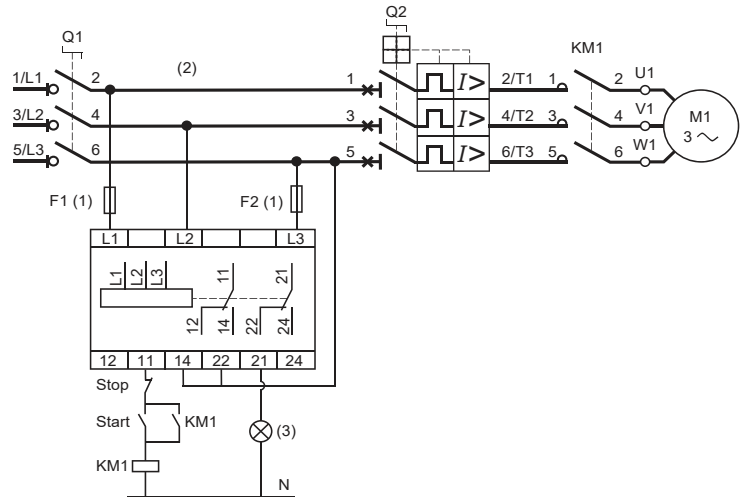 Q1
Q2
KM1
1/L1 2 (2) 1 2/T1 1 2 U1
3/L2 4 3 4/T2 3 4 V1
5/L3 6 5 6/T3 5 6 W1
I> I> I>
M1
3 ~
F1 (1) F2 (1)
L1 L2 L3
L1 L2 L3 11 21
12 14 22 24
12 11 14 22 21 24
Stop
Start KM1 (3)
KM1
N